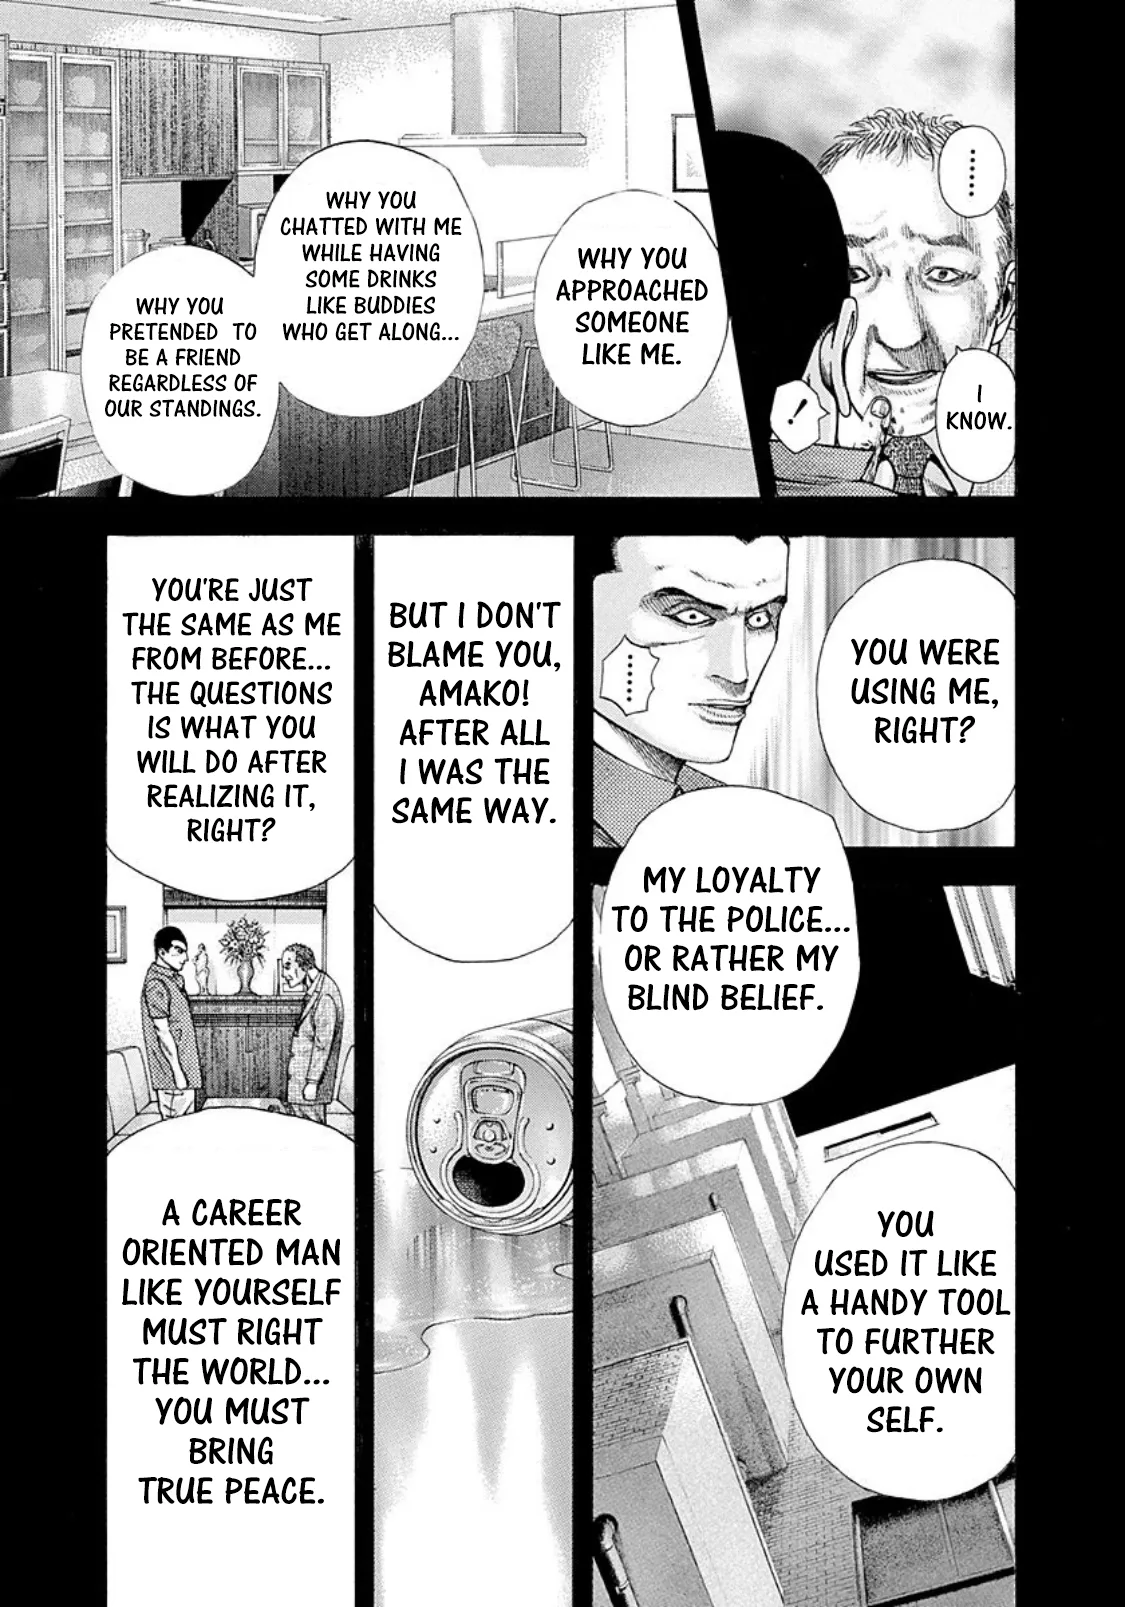 ........
I
KNOW.
!
WHY YOU
APPROACHED
SOMEONE
LIKE ME.
WHY YOU
CHATTED WITH ME
WHILE HAVING
SOME DRINKS
LIKE BUDDIES
WHO GET ALONG...
WHY YOU
PRETENDED TO
BE A FRIEND
REGARDLESS OF
OUR STANDINGS.
YOU WERE
USING ME,
RIGHT?
........
MY LOYALTY
TO THE POLICE...
OR RATHER MY
BLIND BELIEF.
YOU
USED IT LIKE
A HANDY TOOL
TO FURTHER
YOUR OWN
SELF.
BUT I DON'T
BLAME YOU,
AMAKO!
AFTER ALL
I WAS THE
SAME WAY.
YOU'RE JUST
THE SAME AS ME
FROM BEFORE...
THE QUESTIONS
IS WHAT YOU
WILL DO AFTER
REALIZING IT,
RIGHT?
A CAREER
ORIENTED MAN
LIKE YOURSELF
MUST RIGHT
THE WORLD...
YOU MUST
BRING
TRUE PEACE.